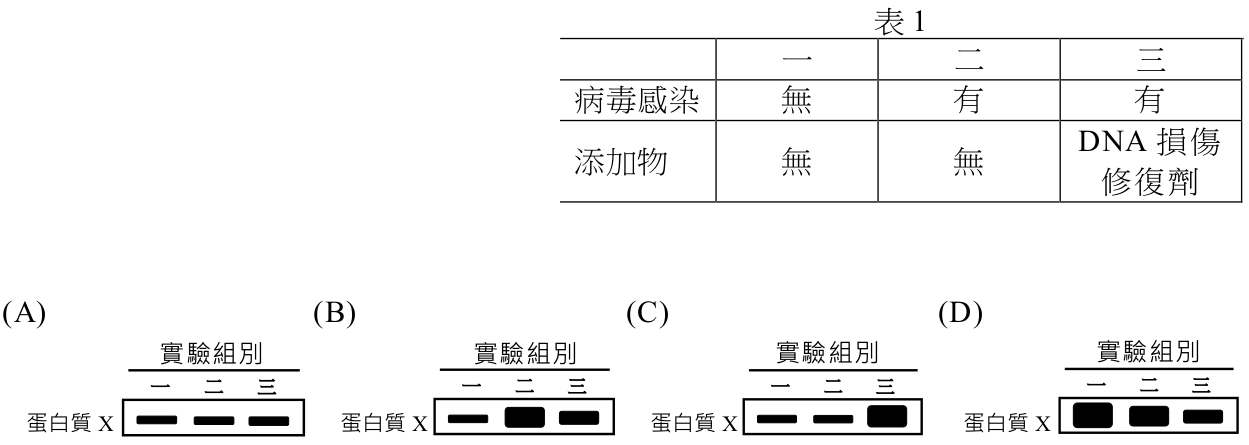 表1
一 二 三
病毒感染 無 有 有
添加物 無 無 DNA 損傷
修復劑
(A) (B) (C) (D)
實驗組別 實驗組別 實驗組別 實驗組別
一 二 三 一 二 三 一 二 三 一 二 三
蛋白質 X 蛋白質 X 蛋白質 X 蛋白質 X